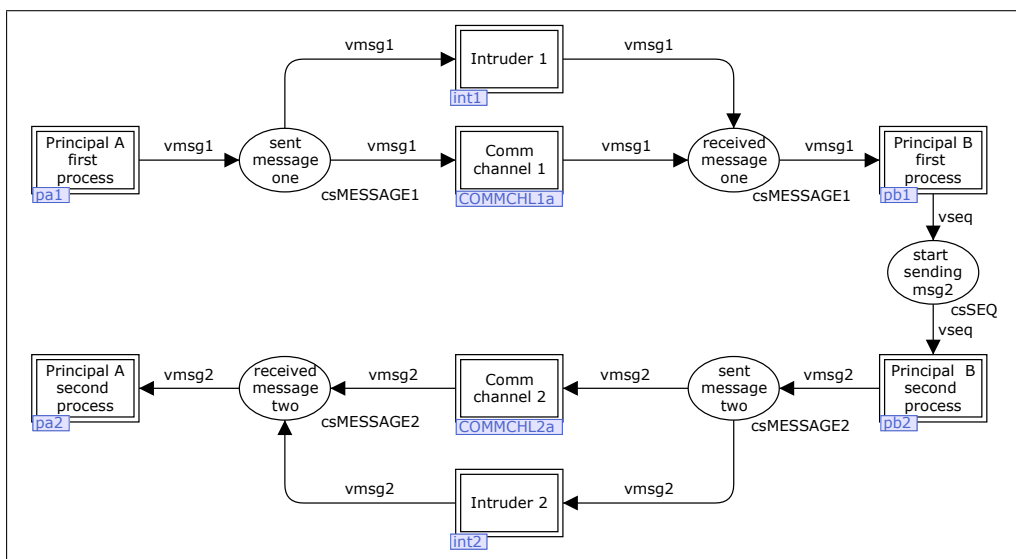 vmsg1
vmsg1
Intruder 1
int1
Principal A
first
process
pa1
vmsg1
sent
message
one
csMESSAGE1
vmsg1
Comm
channel 1
COMMCHL1a
vmsg1
received
message
one
csMESSAGE1
vmsg1
Principal B
first
process
pb1
vseq
start
sending
msg2
csSEQ
vseq
Principal A
second
process
pa2
vmsg2
received
message
two
csMESSAGE2
vmsg2
Comm
channel 2
COMMCHL2a
vmsg2
sent
message
two
csMESSAGE2
vmsg2
Principal B
second
process
pb2
vmsg2
Intruder 2
int2
vmsg2